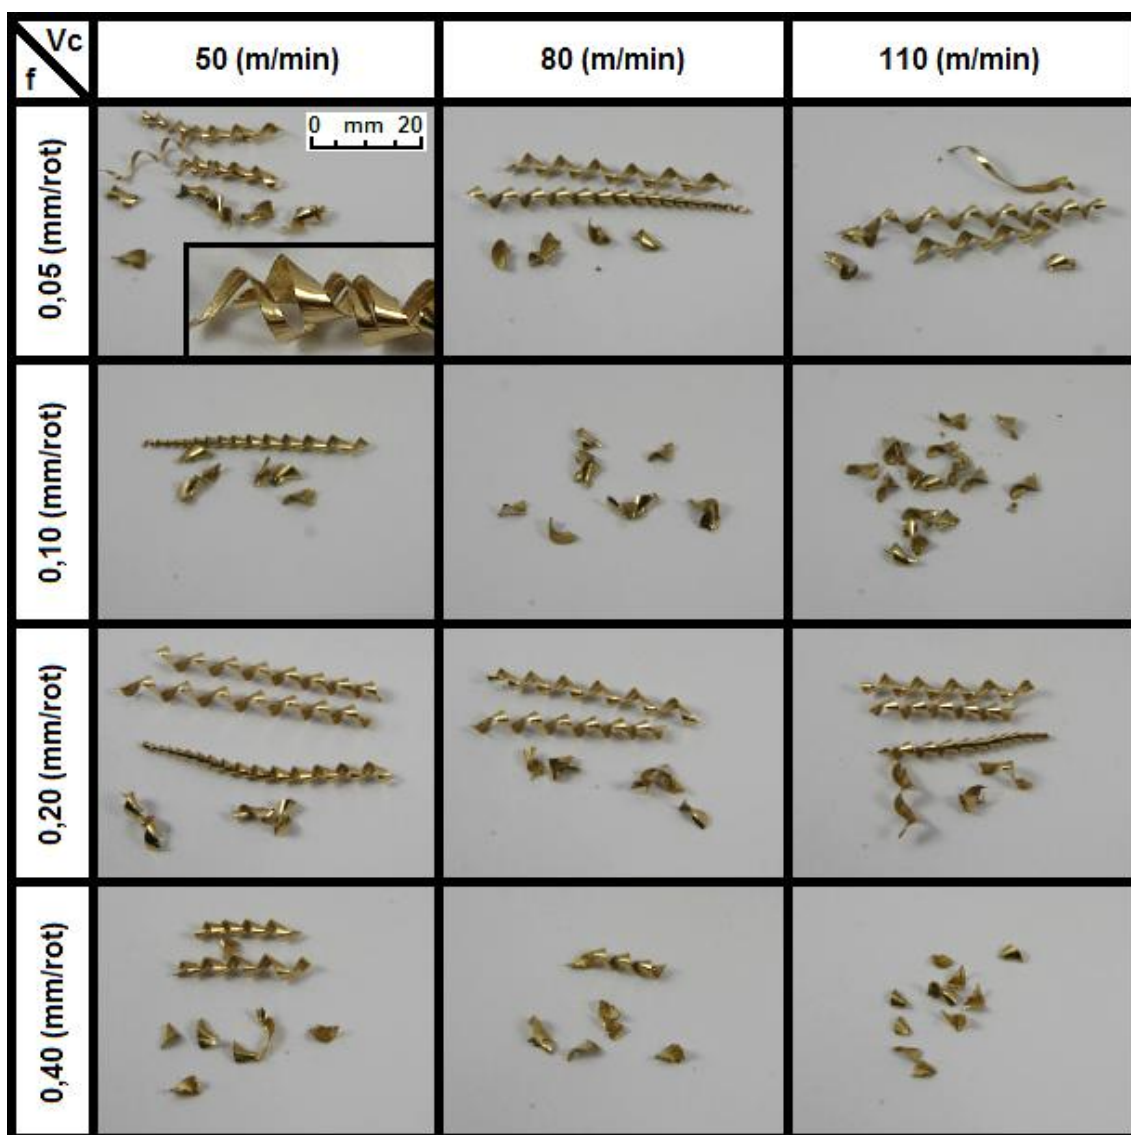 Vc
f
50 (m/min)
80 (m/min)
110 (m/min)
0,05 (mm/rot)
0 mm 20
0,10 (mm/rot)
0,20 (mm/rot)
0,40 (mm/rot)